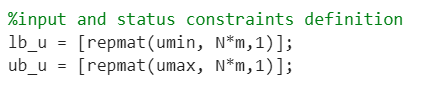 %input and status constraints definition
lb_u = [repmat(umin, N*m,1)];
ub_u = [repmat(umax, N*m,1)];